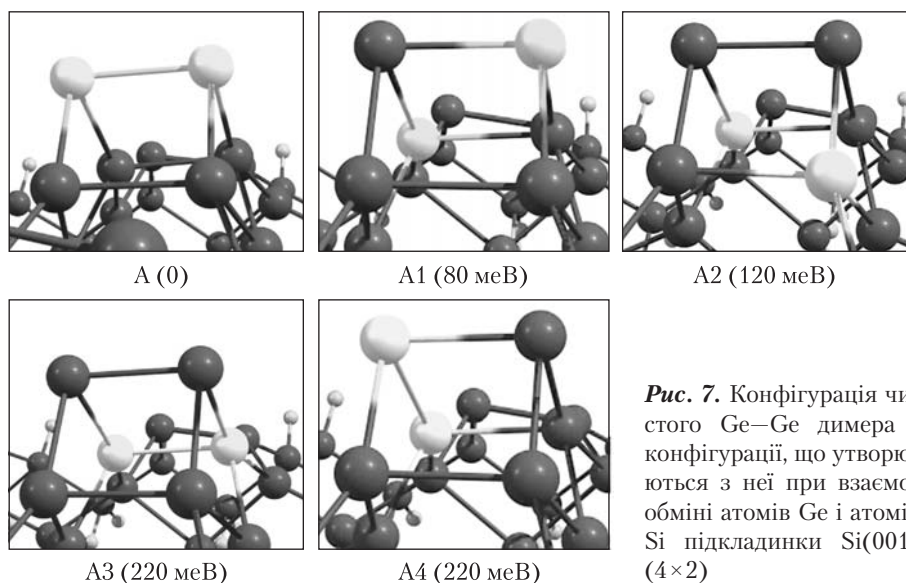 A (0)
A1 (80 меВ)
A2 (120 меВ)
A3 (220 меВ)
A4 (220 меВ)
Рис. 7. Конфігурація чи
стого Ge—Ge димера
конфігурації, що утворю
ються з неї при взаємо
обміні атомів Ge і атомі
Si підкладинки Si(001
(4×2)